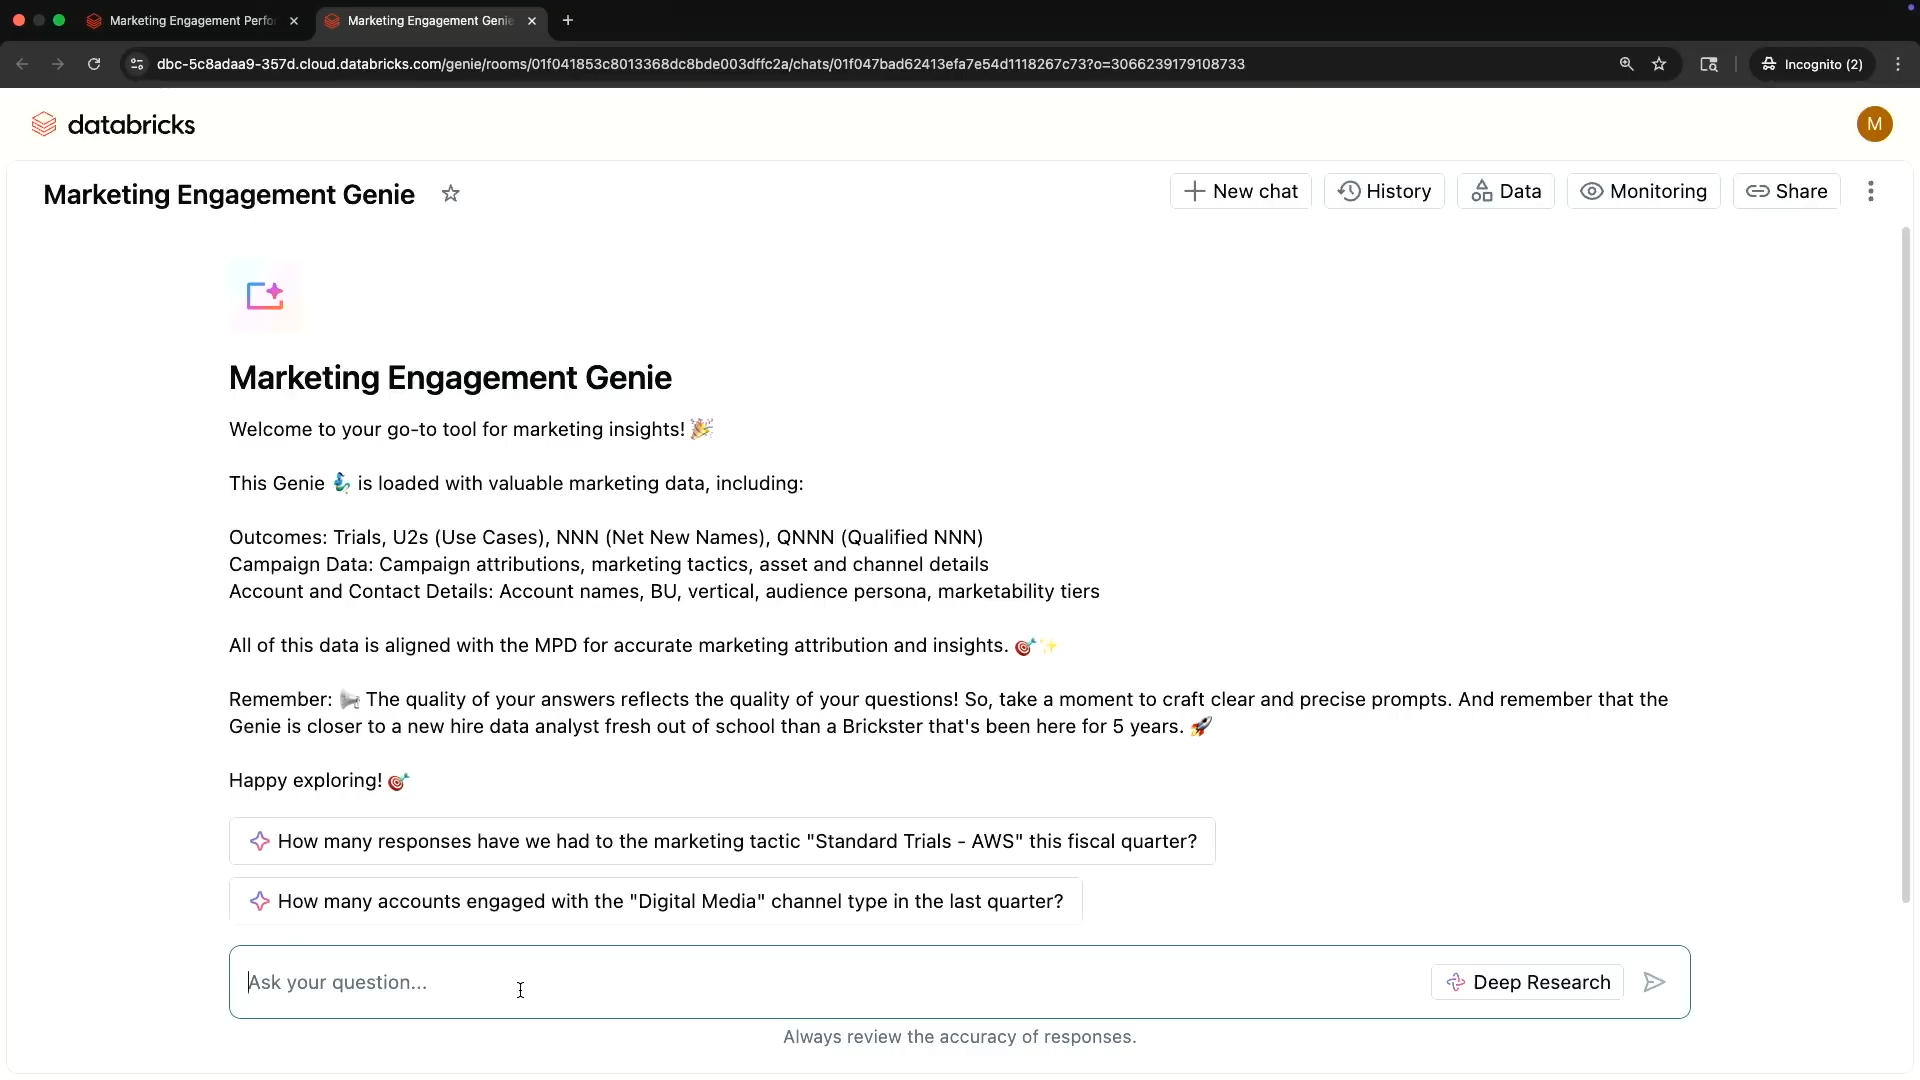 Marketing Engagement Perfo
Marketing Engagement Genie
dbc-5c8adaa9-357d.cloud.databricks.com/genie/rooms/01f041853c8013368dc8bde003dffc2a/chats/01f047bad62413efa7e54d1118267c73?o=3066239179108733
Incognito (2)
databricks
M
Marketing Engagement Genie
New chat
History
Data
Monitoring
Share
Marketing Engagement Genie
Welcome to your go-to tool for marketing insights! 🎉
This Genie 🧞 is loaded with valuable marketing data, including:
Outcomes: Trials, U2s (Use Cases), NNN (Net New Names), QNNN (Qualified NNN)
Campaign Data: Campaign attributions, marketing tactics, asset and channel details
Account and Contact Details: Account names, BU, vertical, audience persona, marketability tiers
All of this data is aligned with the MPD for accurate marketing attribution and insights. 🎯✨
Remember: 📢 The quality of your answers reflects the quality of your questions! So, take a moment to craft clear and precise prompts. And remember that the
Genie is closer to a new hire data analyst fresh out of school than a Brickster that's been here for 5 years. 🚀
Happy exploring! 🎯
How many responses have we had to the marketing tactic "Standard Trials - AWS" this fiscal quarter?
How many accounts engaged with the "Digital Media" channel type in the last quarter?
Ask your question...
Deep Research
Always review the accuracy of responses.